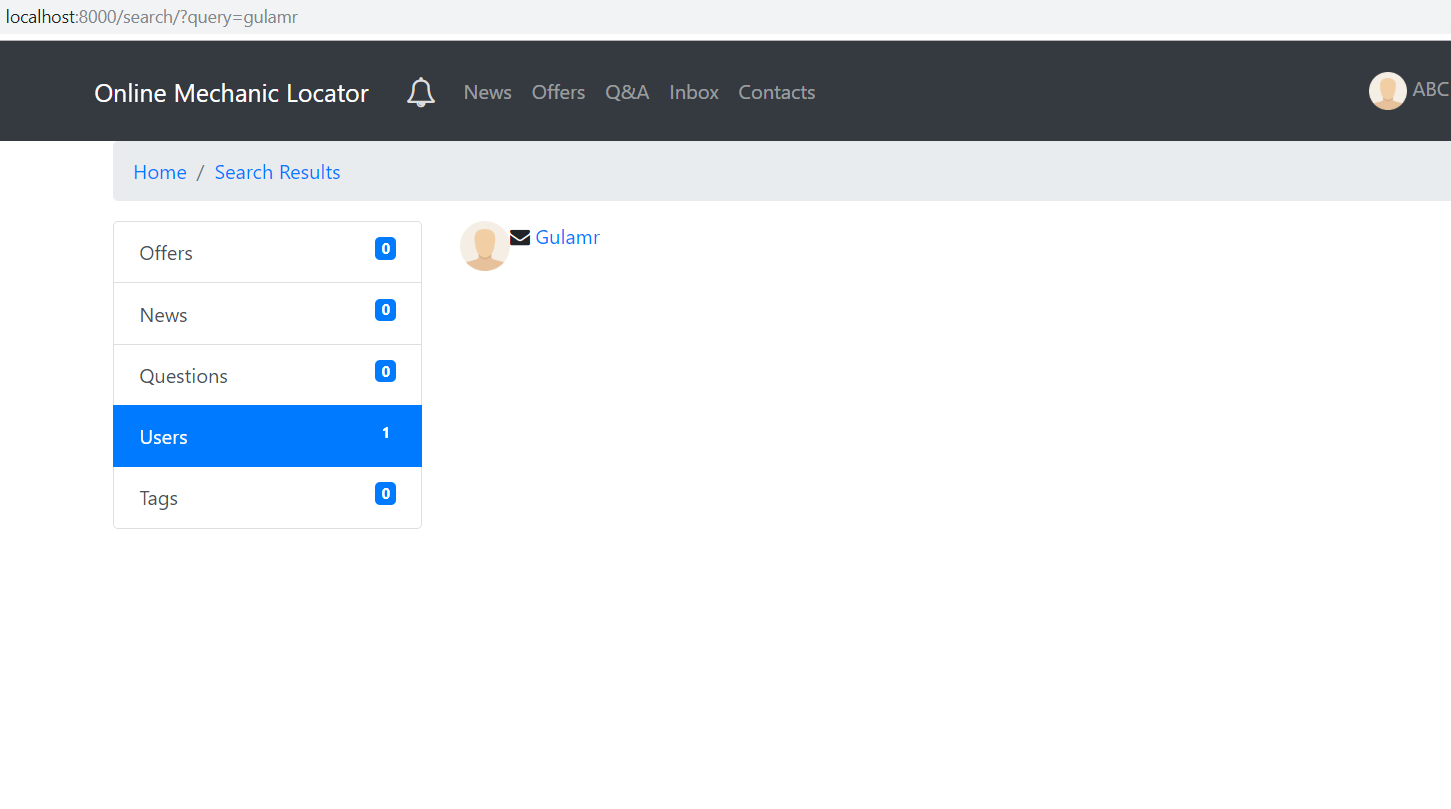 localhost:8000/search/?query=gulamr
Online Mechanic Locator News Offers Q&A Inbox Contacts ABC
Home / Search Results
Offers 0
News 0
Questions 0
Users 1
Tags 0
Gulamr